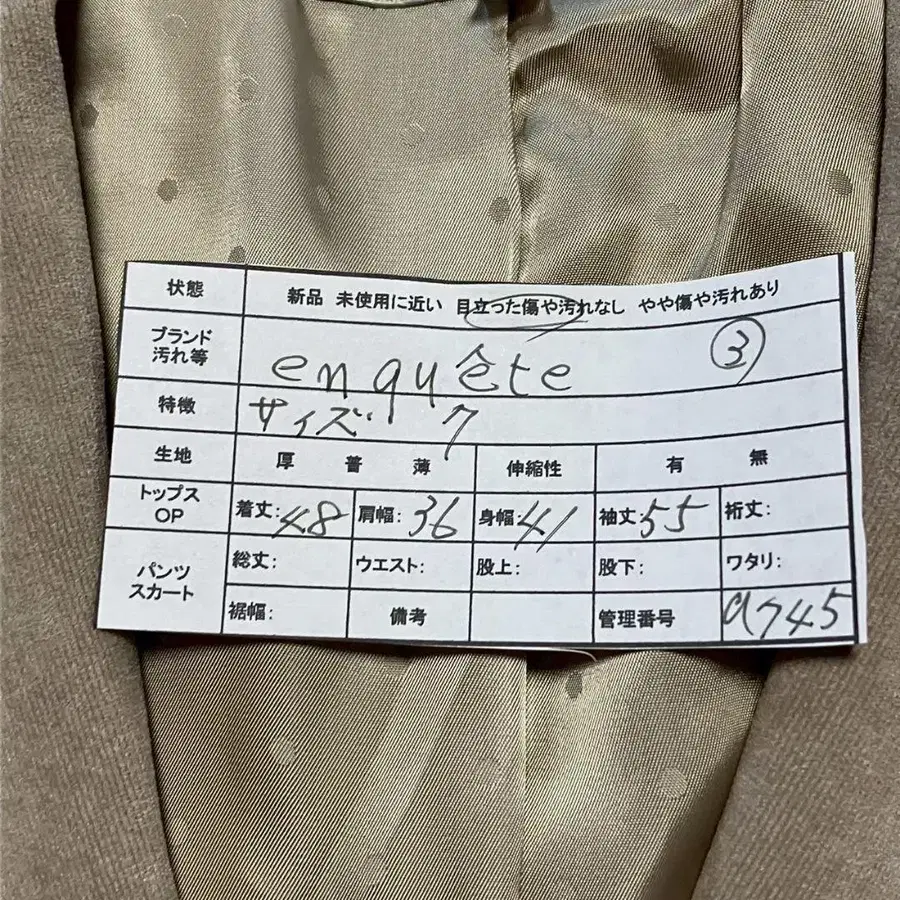 状態 新品 未使用に近い 目立った傷や汚れなし やや傷や汚れあり
ブランド
汚れ等 enquête ③
特徴 サイズ 7
生地 厚 普 薄 伸縮性 有 無
トップス
OP 着丈:48 肩幅:36 身幅:41 袖丈:55 裄丈:
パンツ
スカート 総丈: ウエスト: 股上: 股下: ワタリ:
裾幅: 備考 管理番号 a745